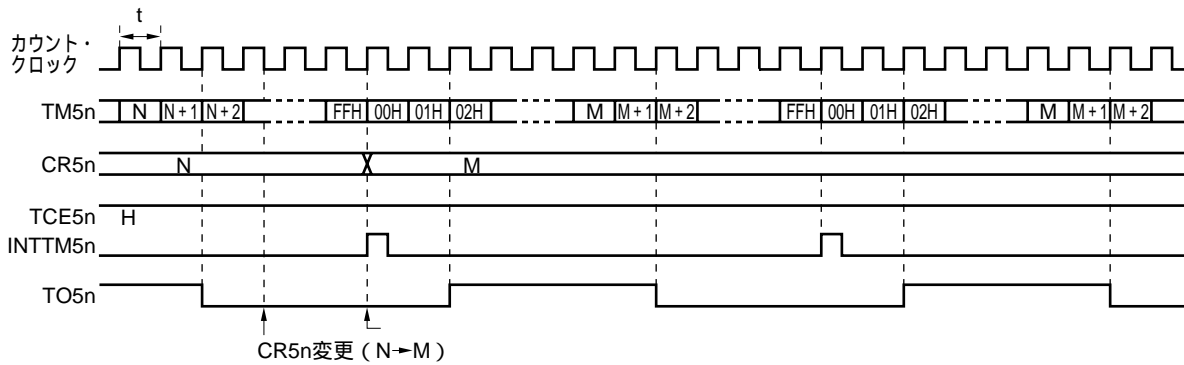 t
カウント・
クロック
TM5n N N+1 N+2 FFH 00H 01H 02H M M+1 M+2 FFH 00H 01H 02H M M+1 M+2
CR5n N M
TCE5n H
INTTM5n
TO5n
CR5n変更（N→M）